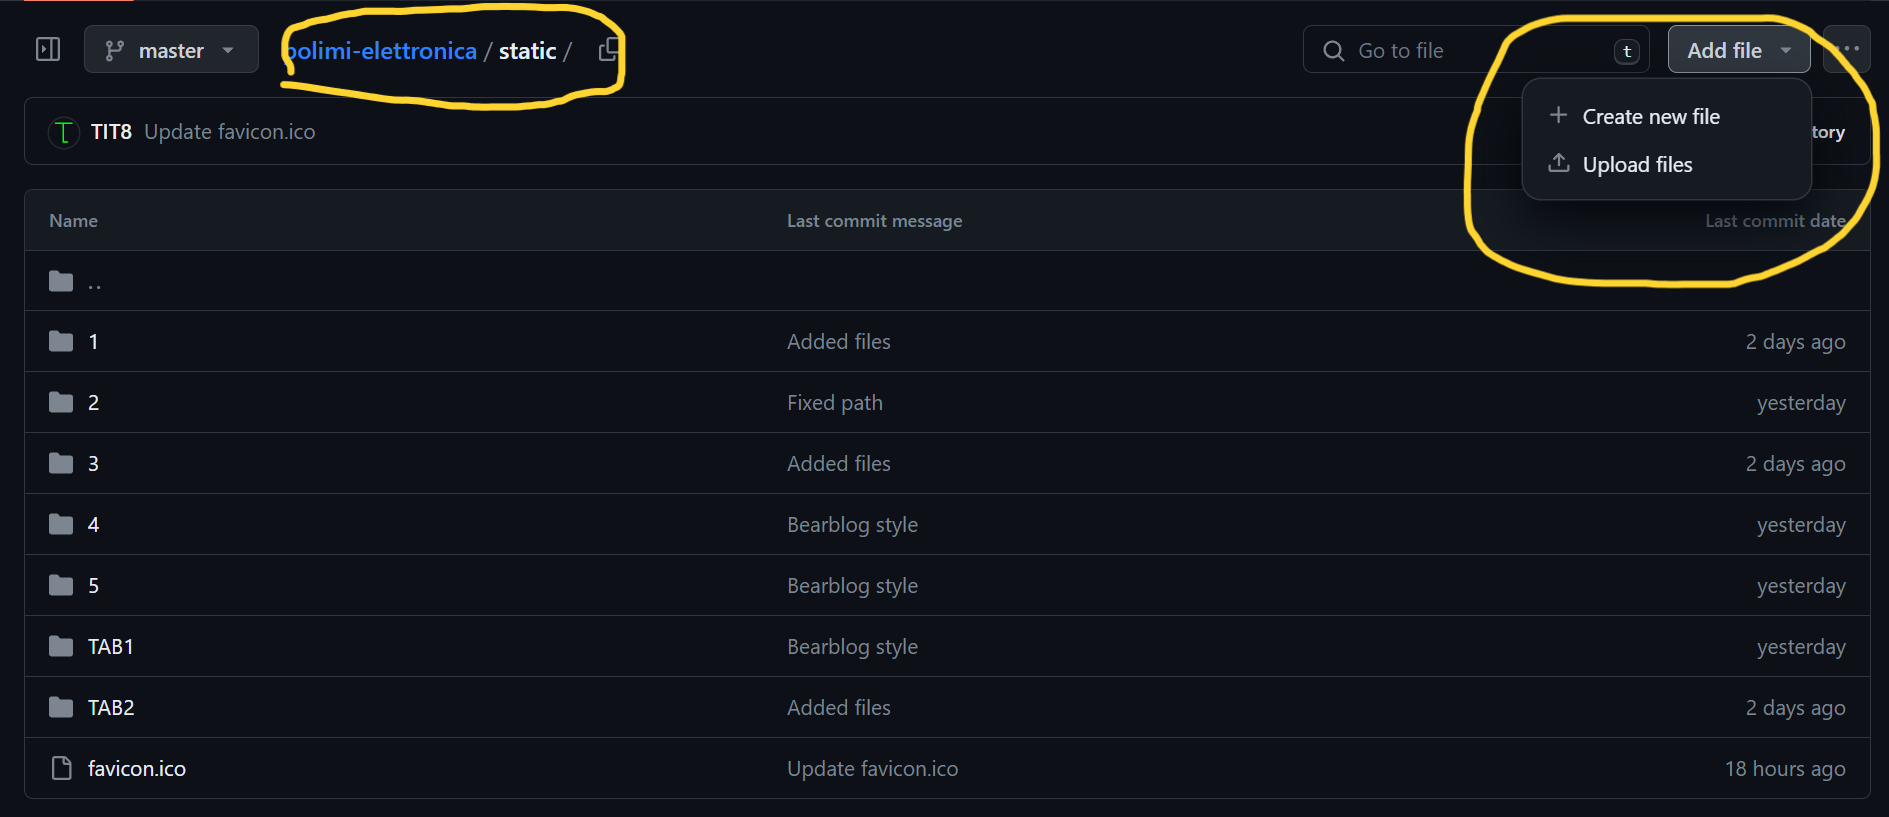 master polimi-elettronica / static / Go to file t Add file ...
TIT8 Update favicon.ico tory
Create new file
Upload files
Name Last commit message Last commit date
..
1 Added files 2 days ago
2 Fixed path yesterday
3 Added files 2 days ago
4 Bearblog style yesterday
5 Bearblog style yesterday
TAB1 Bearblog style yesterday
TAB2 Added files 2 days ago
favicon.ico Update favicon.ico 18 hours ago